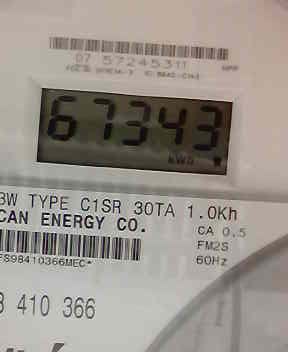 07 57245311
67343
kWh
3W TYPE C1SR 30TA 1.0Kh
CAN ENERGY CO.
CA 0.5
FM2S
60Hz
FS98410366MEC*
3 410 366